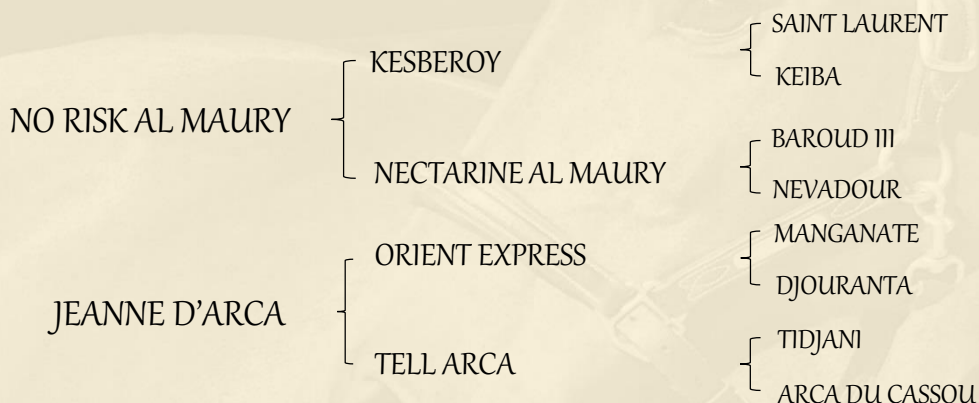 SAINT LAURENT
KESBEROY
KEIBA
NO RISK AL MAURY
BAROUD III
NECTARINE AL MAURY
NEVADOUR
MANGANATE
ORIENT EXPRESS
DJOURANTA
JEANNE D'ARCA
TIDJANI
TELL ARCA
ARCA DU CASSOU